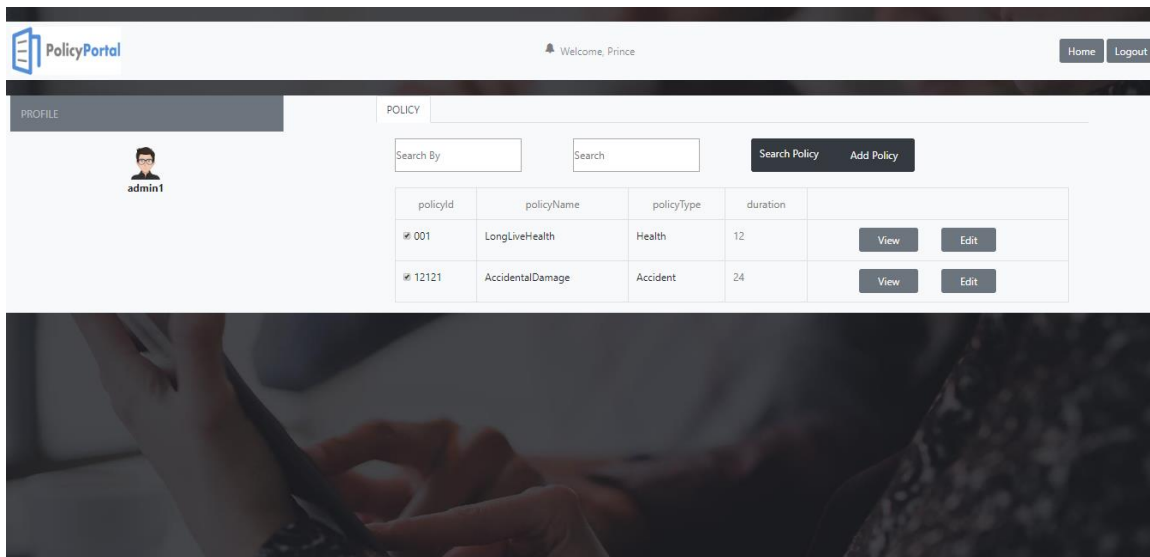 PolicyPortal
Welcome, Prince
Home Logout
PROFILE
admin1
POLICY
Search By Search Search Policy Add Policy
policyId policyName policyType duration
001 LongLiveHealth Health 12 View Edit
12121 AccidentalDamage Accident 24 View Edit